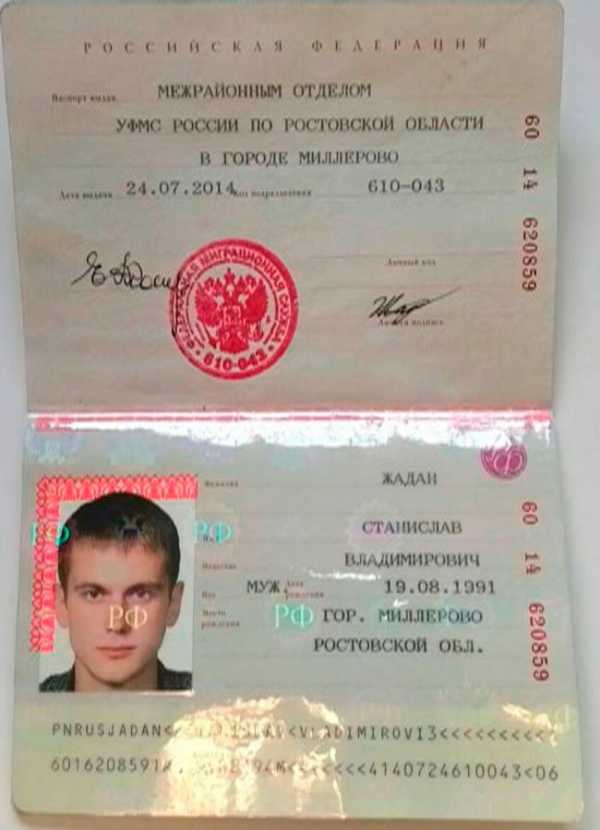 РОССИЙСКАЯ ФЕДЕРАЦИЯ
Паспорт выдан МЕЖРАЙОННЫМ ОТДЕЛОМ
УФМС РОССИИ ПО РОСТОВСКОЙ ОБЛАСТИ
В ГОРОДЕ МИЛЛЕРОВО
Дата выдачи 24.07.2014 Код подразделения 610-043
60 14 620859
Личный код
Личная подпись
ФЕДЕРАЛЬНАЯ МИГРАЦИОННАЯ СЛУЖБА
610-043
Фамилия ЖАДАН
Имя СТАНИСЛАВ
Отчество ВЛАДИМИРОВИЧ
Пол МУЖ. Дата рождения 19.08.1991
Место рождения ГОР. МИЛЛЕРОВО
РОСТОВСКОЙ ОБЛ.
60 14 620859
РФ РФ
РФ РФ
PNRUSJADAN<
<VLADIMIROVI3<<<<<<<<<<
6016208591
<<<<<4140724610043<06